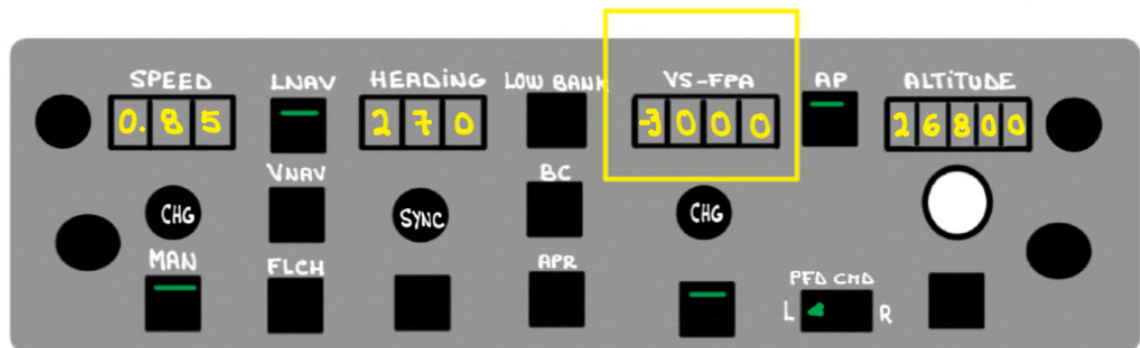 SPEED LNAV HEADING LOW BANK VS-FPA AP ALTITUDE
0.85 270 -3000 26800
VNAV BC
CHG SYNC CHG
MAN FLCH APR PFD CMD
L R